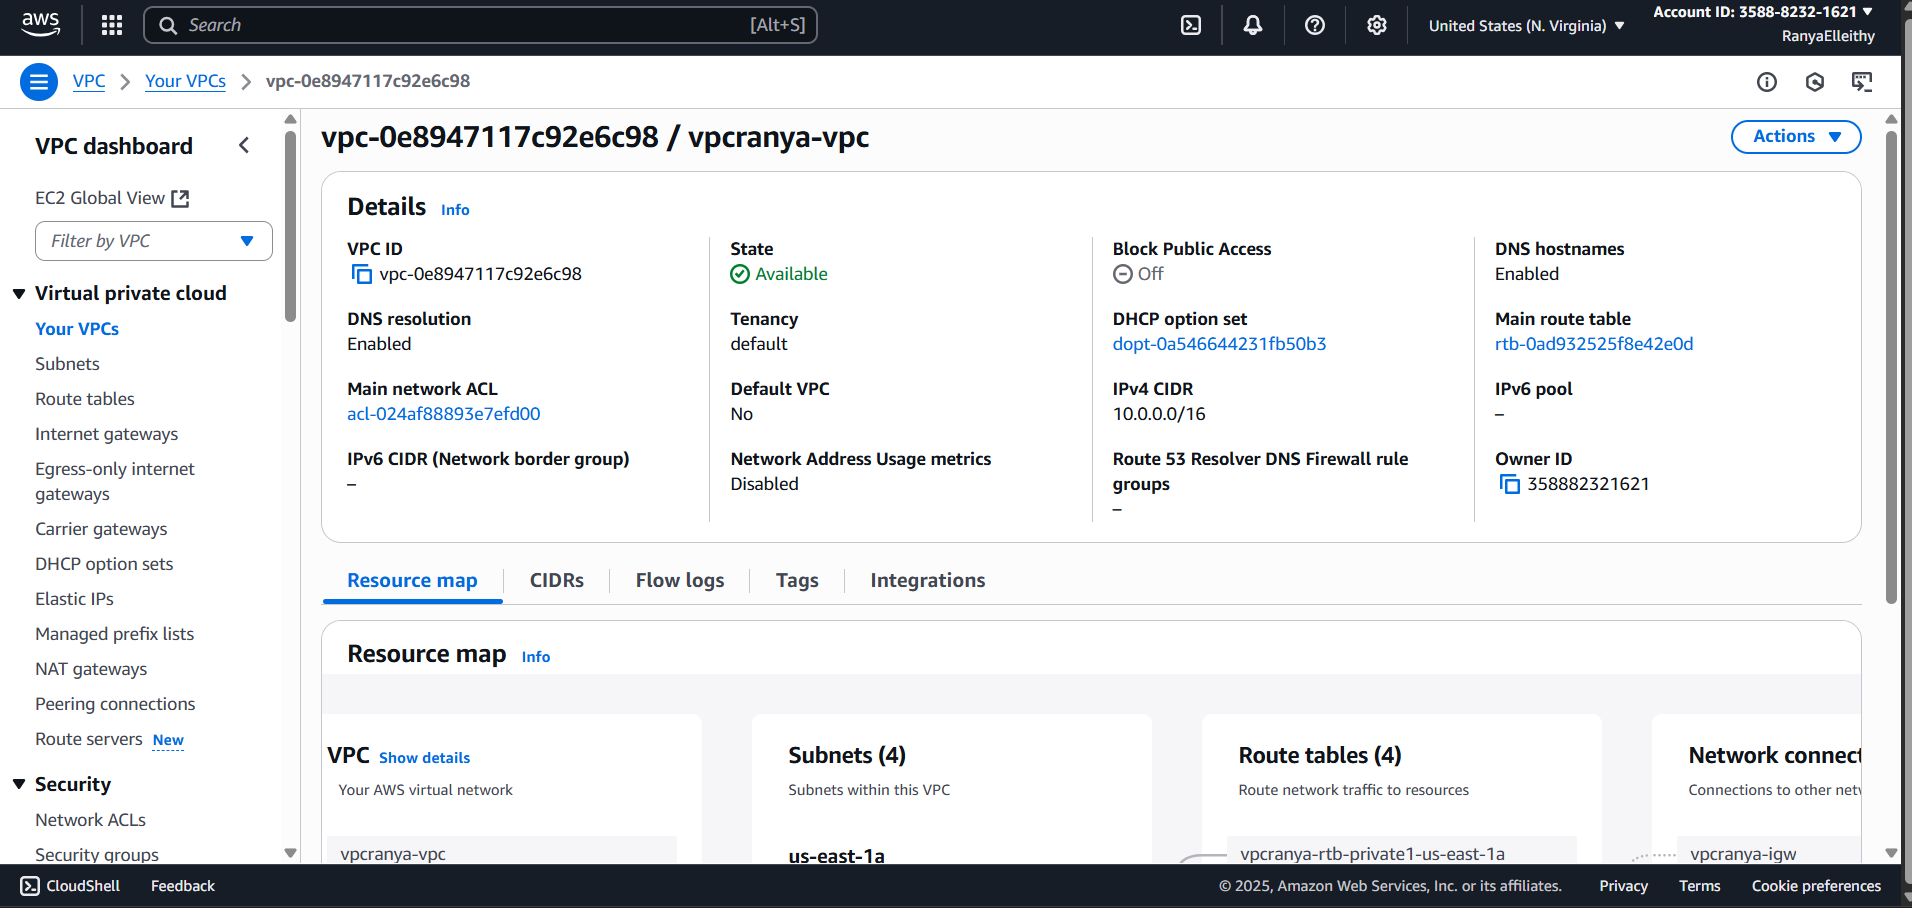 aws
Search
[Alt+S]
United States (N. Virginia)
Account ID: 3588-8232-1621
RanyaElleithy
VPC
Your VPCs
vpc-0e8947117c92e6c98
VPC dashboard
EC2 Global View
Filter by VPC
Virtual private cloud
Your VPCs
Subnets
Route tables
Internet gateways
Egress-only internet
gateways
Carrier gateways
DHCP option sets
Elastic IPs
Managed prefix lists
NAT gateways
Peering connections
Route servers New
Security
Network ACLs
Security groups
vpc-0e8947117c92e6c98 / vpcranya-vpc
Actions
Details Info
VPC ID
vpc-0e8947117c92e6c98
State
Available
Block Public Access
Off
DNS hostnames
Enabled
DNS resolution
Enabled
Tenancy
default
DHCP option set
dopt-0a546644231fb50b3
Main route table
rtb-0ad932525f8e42e0d
Main network ACL
acl-024af88893e7efd00
Default VPC
No
IPv4 CIDR
10.0.0.0/16
IPv6 pool
–
IPv6 CIDR (Network border group)
–
Network Address Usage metrics
Disabled
Route 53 Resolver DNS Firewall rule
groups
–
Owner ID
358882321621
Resource map
CIDRs
Flow logs
Tags
Integrations
Resource map Info
VPC Show details
Your AWS virtual network
vpcranya-vpc
Subnets (4)
Subnets within this VPC
us-east-1a
Route tables (4)
Route network traffic to resources
vpcranya-rtb-private1-us-east-1a
Network connect
Connections to other netw
vpcranya-igw
CloudShell
Feedback
© 2025, Amazon Web Services, Inc. or its affiliates.
Privacy
Terms
Cookie preferences